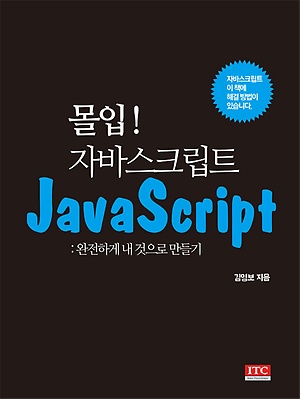 자바스크립트
이 책에
해결 방법이
있습니다.
몰입!
자바스크립트
JavaScript
: 완전하게 내 것으로 만들기
김영보 지음
ITC